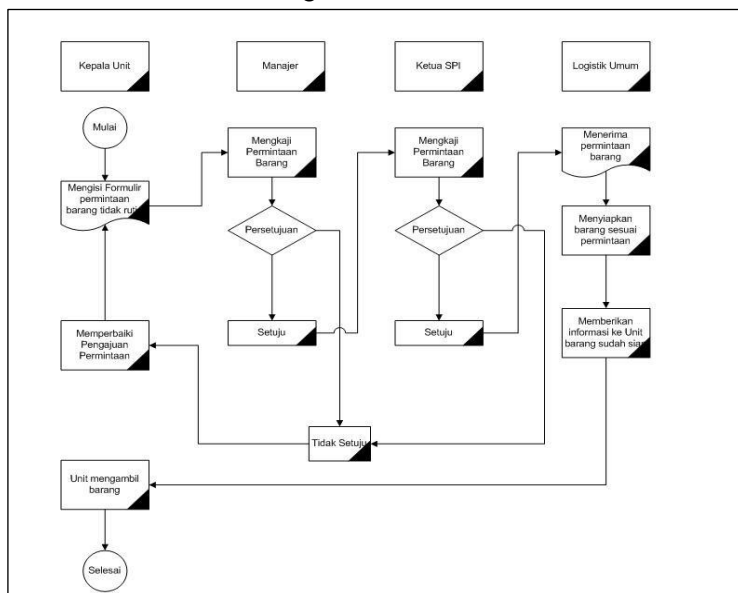 Kepala Unit
Manajer
Ketua SPI
Logistik Umum
Mulai
Mengisi Formulir
permintaan
barang tidak
Mengkaji
Permintaan
Barang
Persetujuan
Setuju
Mengkaji
Permintaan
Barang
Persetujuan
Setuju
Menerima
permintaan
barang
Menyiapkan
barang sesuai
permintaan
Memberikan
informasi ke Unit
barang sudah
Memperbaiki
Pengajuan
Permintaan
Tidak Setuju
Unit mengambil
barang
Selesai